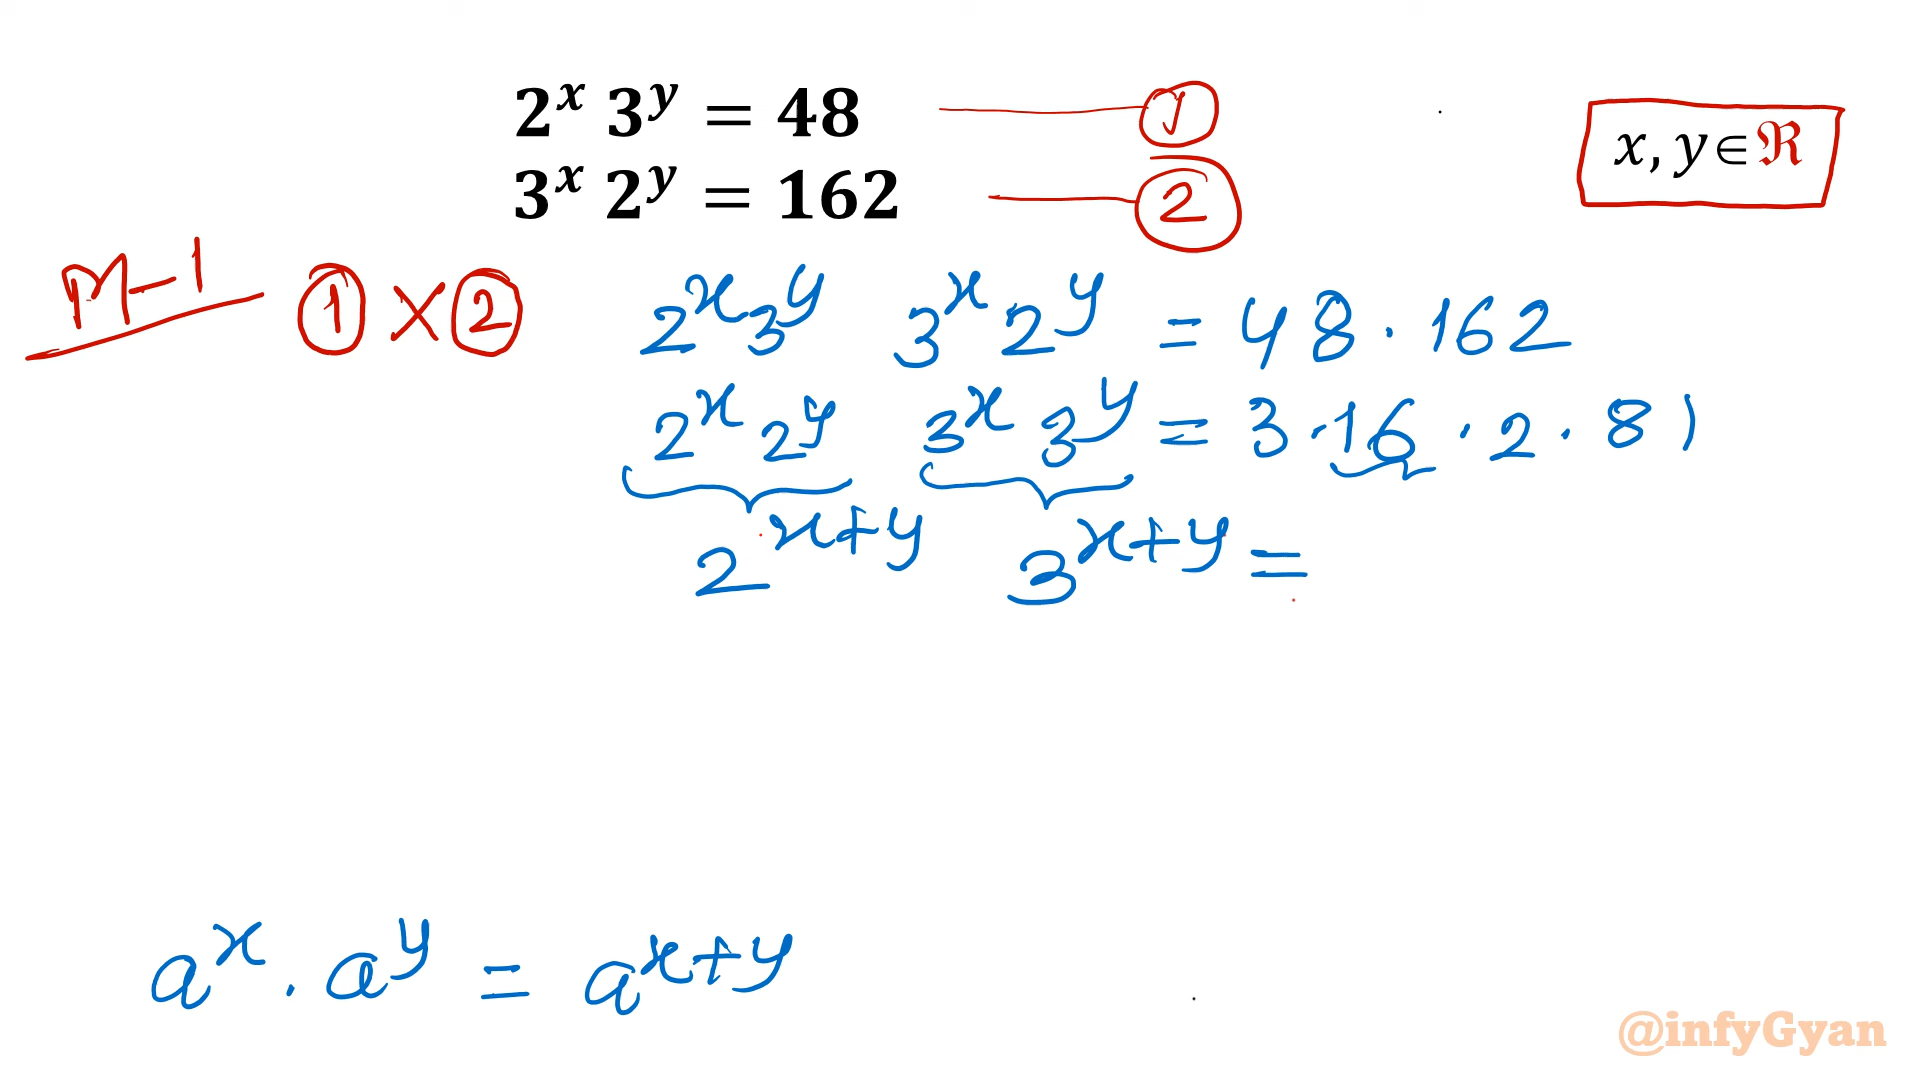 2^x 3^y = 48 —— ①
3^x 2^y = 162 —— ②
x, y ∈ ℜ
M-1 ① × ② 2^x 3^y 3^x 2^y = 48 · 162
2^x 2^y 3^x 3^y = 3 · 16 · 2 · 81
2^(x+y) 3^(x+y) =
a^x · a^y = a^(x+y)
@infyGyan